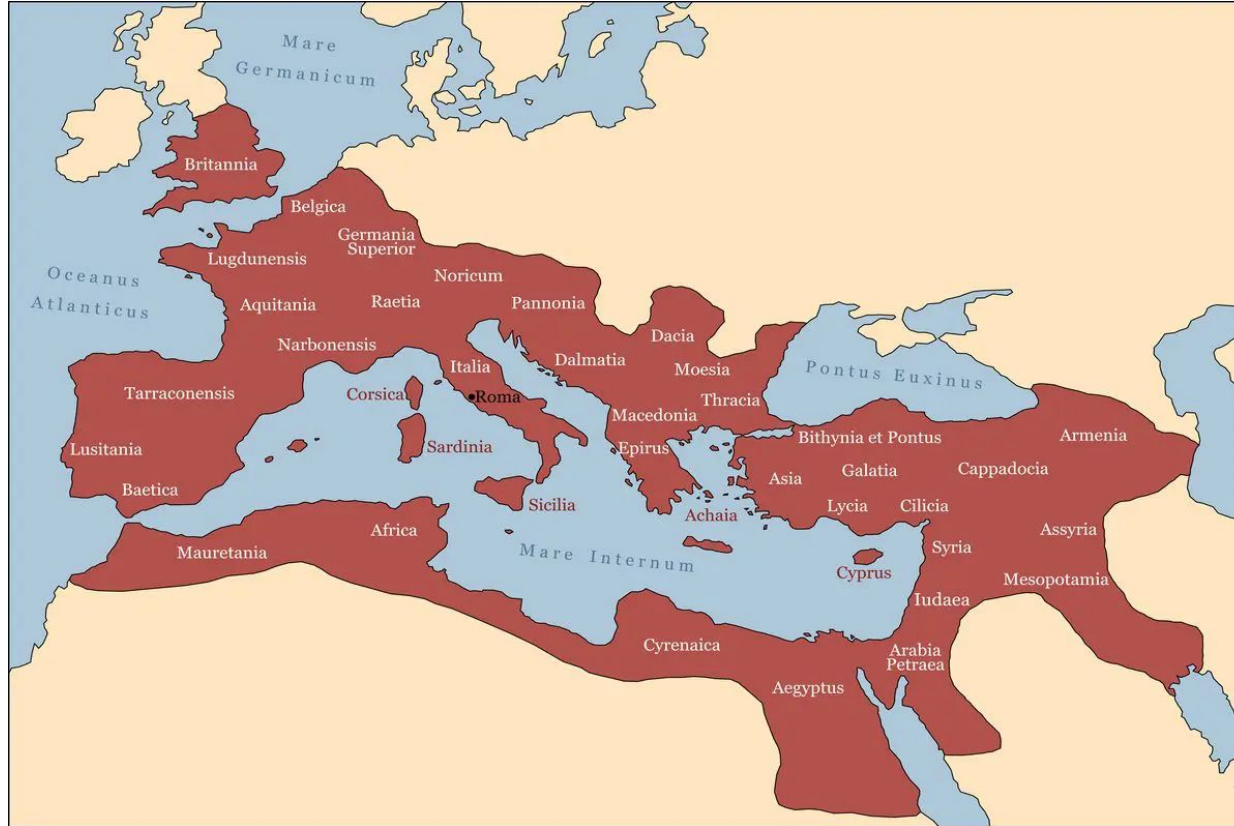 Mare
Germanicum
Britannia
Belgica
Germania
Superior
Lugdunensis
Oceanus
Atlanticus
Noricum
Aquitania
Raetia
Pannonia
Dacia
Narbonensis
Italia
Dalmatia
Moesia
Pontus Euxinus
Tarraconensis
Corsica
Roma
Thracia
Macedonia
Armenia
Bithynia et Pontus
Lusitania
Sardinia
Epirus
Galatia
Cappadocia
Asia
Baetica
Sicilia
Achaia
Lycia
Cilicia
Africa
Assyria
Mauretania
Mare Internum
Syria
Cyprus
Mesopotamia
Iudaea
Cyrenaica
Arabia
Petraea
Aegyptus